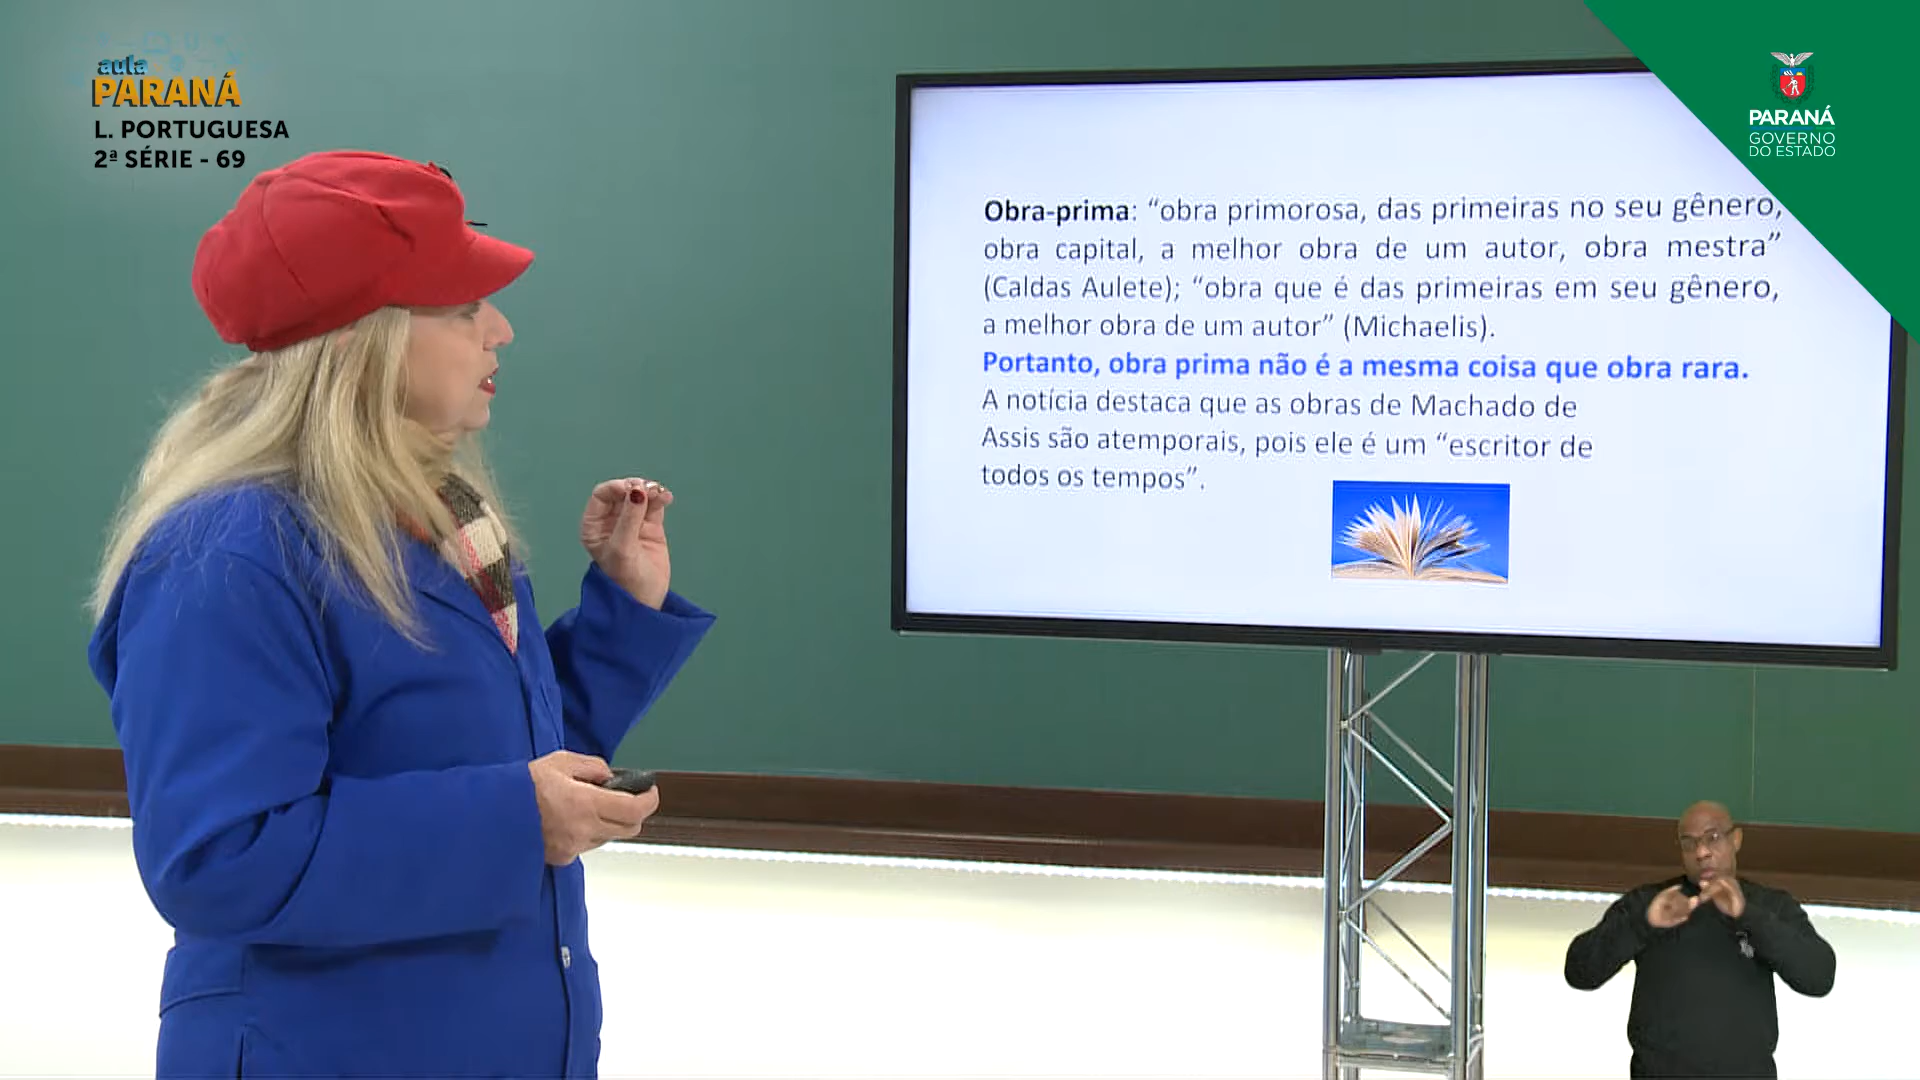 aula
PARANÁ
L. PORTUGUESA
2ª SÉRIE - 69
PARANÁ
GOVERNO
DO ESTADO
Obra-prima: “obra primorosa, das primeiras no seu gênero,
obra capital, a melhor obra de um autor, obra mestra”
(Caldas Aulete); “obra que é das primeiras em seu gênero,
a melhor obra de um autor” (Michaelis).
Portanto, obra prima não é a mesma coisa que obra rara.
A notícia destaca que as obras de Machado de
Assis são atemporais, pois ele é um “escritor de
todos os tempos”.